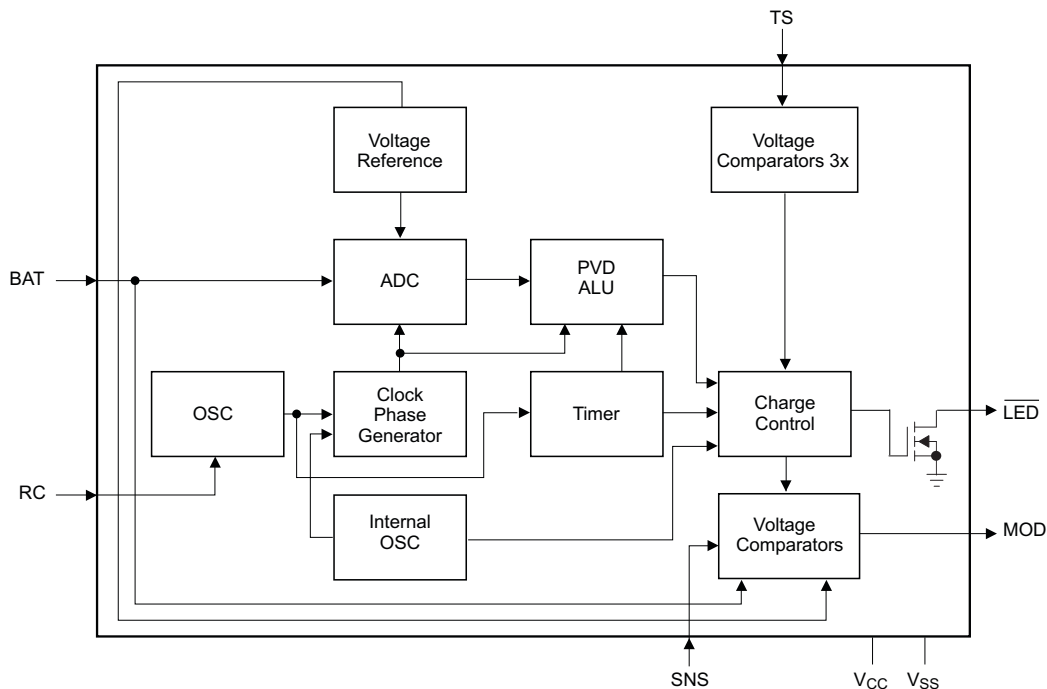 TS
Voltage
Reference
Voltage
Comparators 3x
BAT
ADC
PVD
ALU
OSC
Clock
Phase
Generator
Timer
Charge
Control
LED
RC
Internal
OSC
Voltage
Comparators
MOD
SNS
VCC
VSS